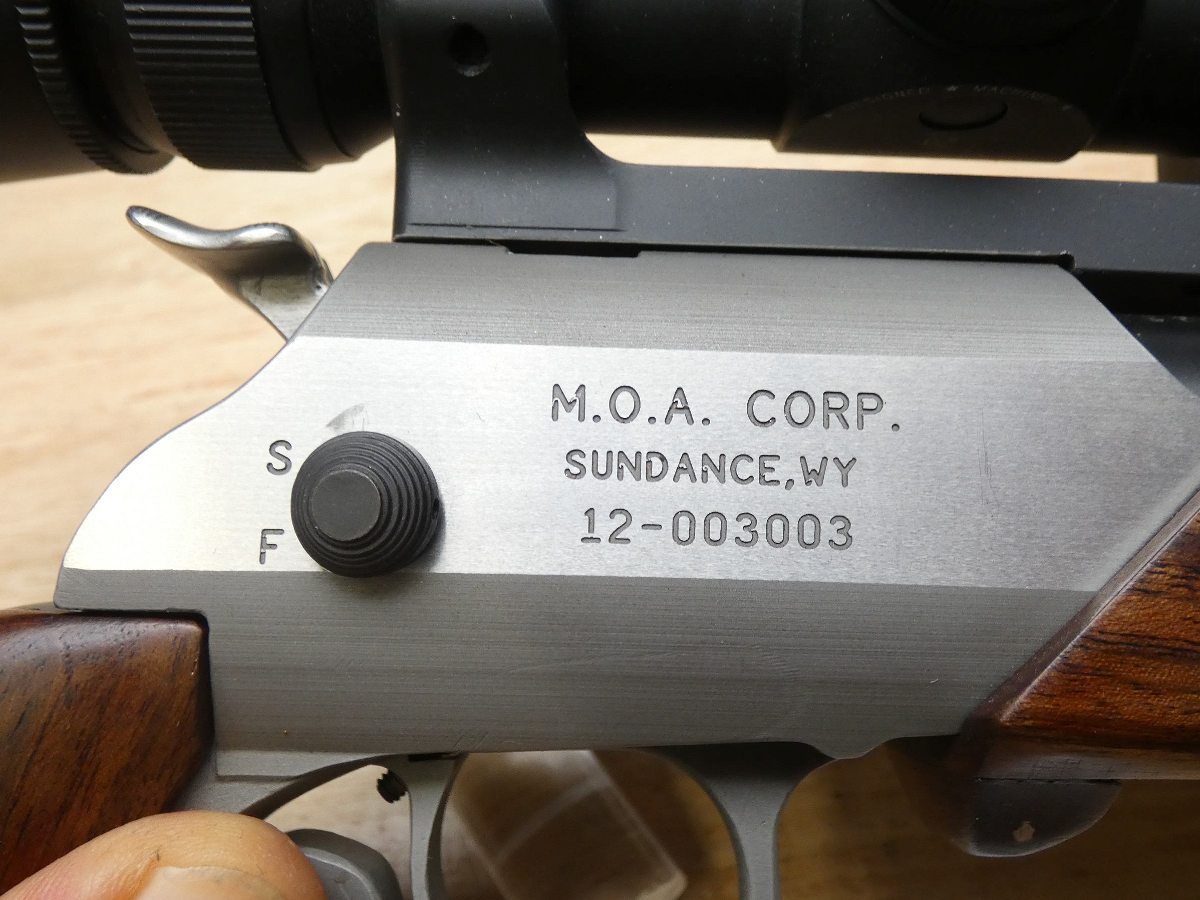 M.O.A. CORP.
SUNDANCE,WY
12-003003
S
F